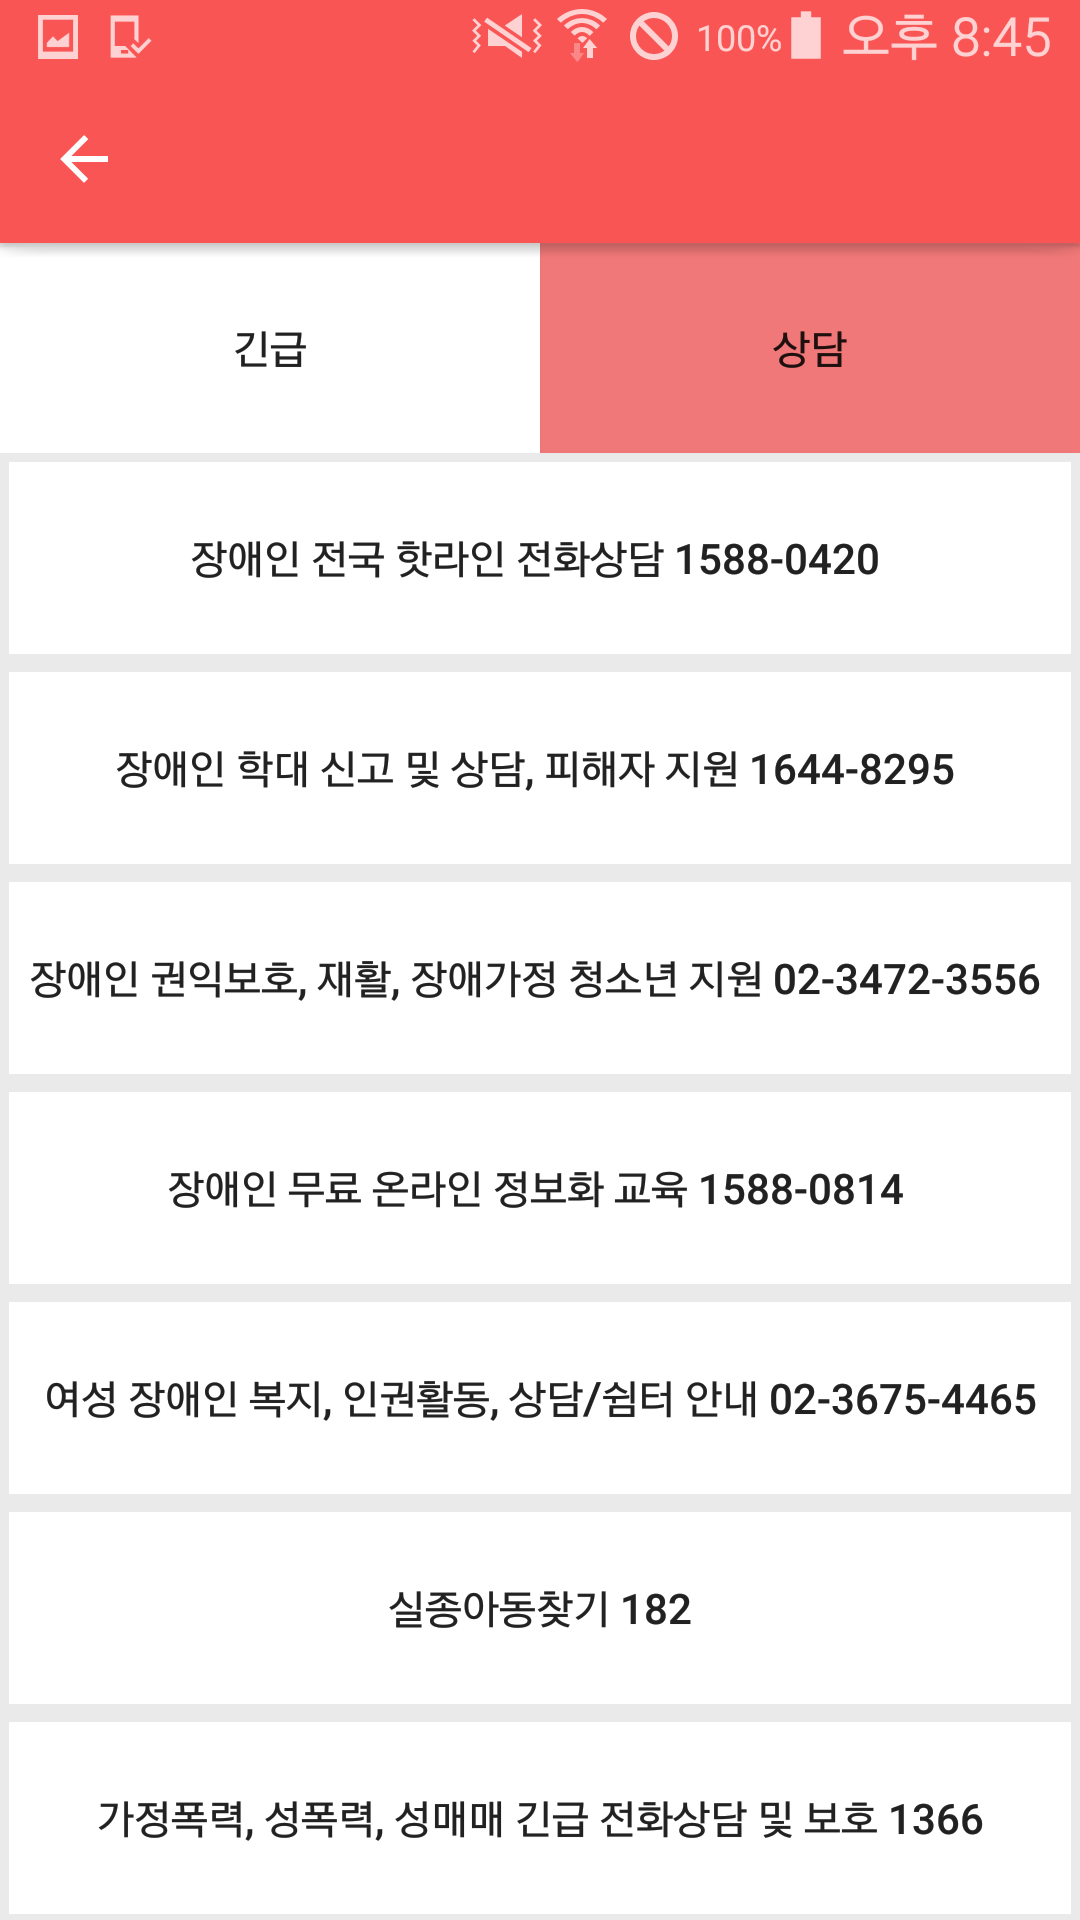 100% 오후 8:45
긴급 상담
장애인 전국 핫라인 전화상담 1588-0420
장애인 학대 신고 및 상담, 피해자 지원 1644-8295
장애인 권익보호, 재활, 장애가정 청소년 지원 02-3472-3556
장애인 무료 온라인 정보화 교육 1588-0814
여성 장애인 복지, 인권활동, 상담/쉼터 안내 02-3675-4465
실종아동찾기 182
가정폭력, 성폭력, 성매매 긴급 전화상담 및 보호 1366